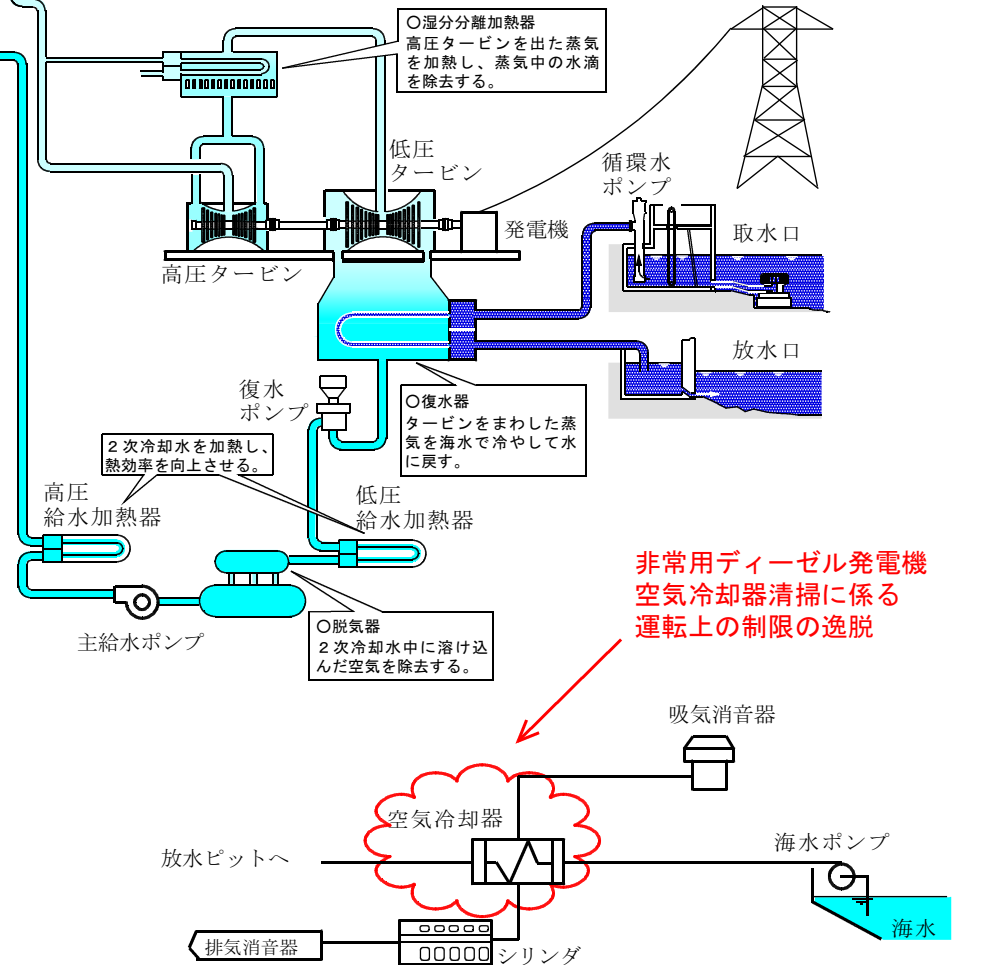 ○湿分分離加熱器
高圧タービンを出た蒸気
を加熱し、蒸気中の水滴
を除去する。
低圧
タービン
循環水
ポンプ
発電機
取水口
高圧タービン
放水口
復水
ポンプ
○復水器
タービンをまわした蒸
気を海水で冷やして水
に戻す。
２次冷却水を加熱し、
熱効率を向上させる。
高圧
給水加熱器
低圧
給水加熱器
非常用ディーゼル発電機
空気冷却器清掃に係る
運転上の制限の逸脱
○脱気器
２次冷却水中に溶け込
んだ空気を除去する。
主給水ポンプ
吸気消音器
空気冷却器
海水ポンプ
放水ピットへ
海水
排気消音器
シリンダ